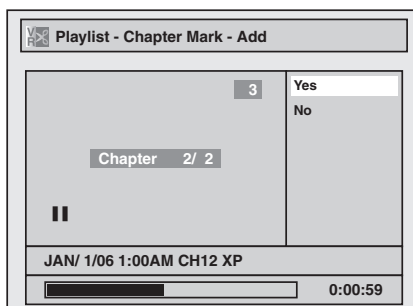 VR Playlist - Chapter Mark - Add
3
Yes
No
Chapter 2/ 2
JAN/ 1/06 1:00AM CH12 XP
0:00:59